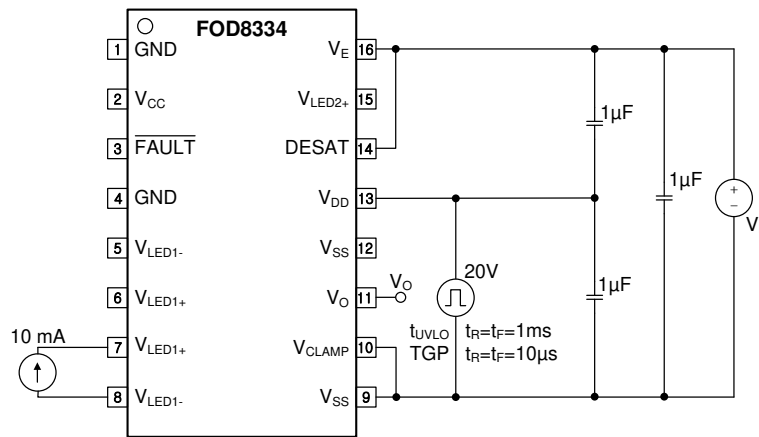 FOD8334
1 GND
2 VCC
3 FAULT
4 GND
5 VLED1-
6 VLED1+
7 VLED1+
8 VLED1-
10 mA
VE 16
VLED2+ 15
DESAT 14
VDD 13
VSS 12
VO 11
VCLAMP 10
VSS 9
VO
20V
tUVLO tR=tF=1ms
TGP tR=tF=10µs
1µF
1µF
1µF
+
−
V